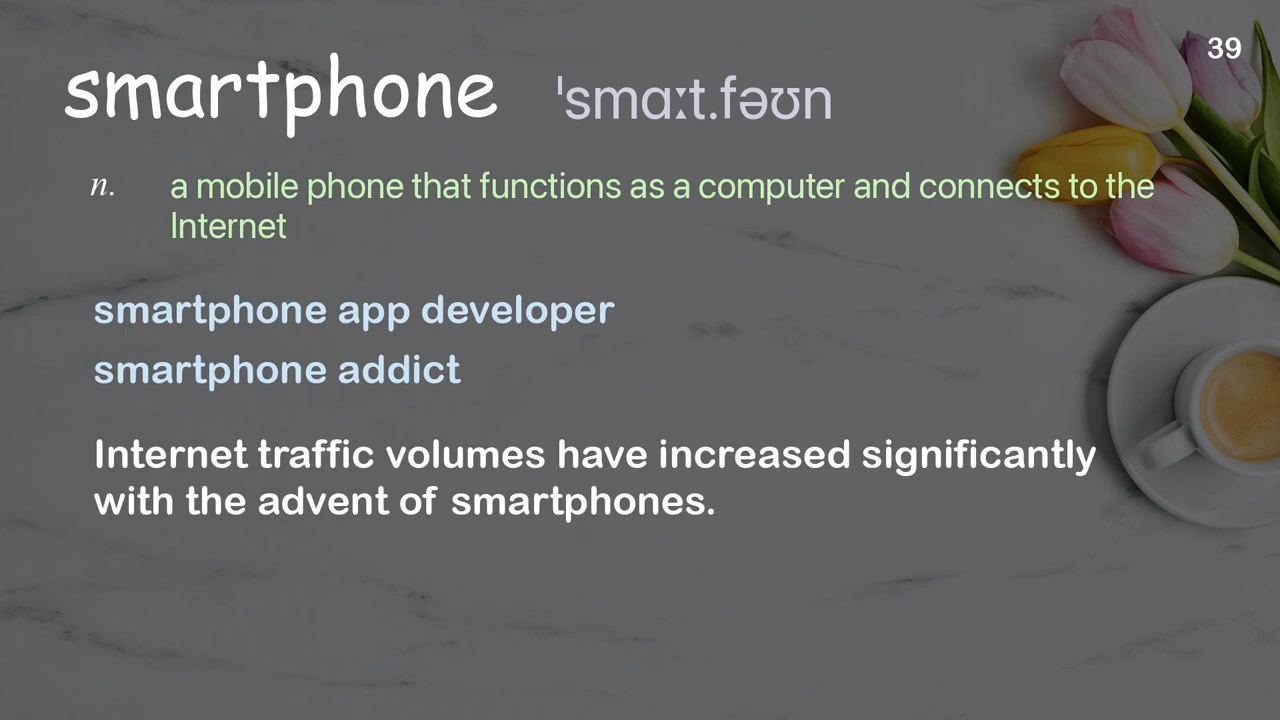 39
smartphone ˈsmɑːt.fəʊn
n. a mobile phone that functions as a computer and connects to the
Internet
smartphone app developer
smartphone addict
Internet traffic volumes have increased significantly
with the advent of smartphones.